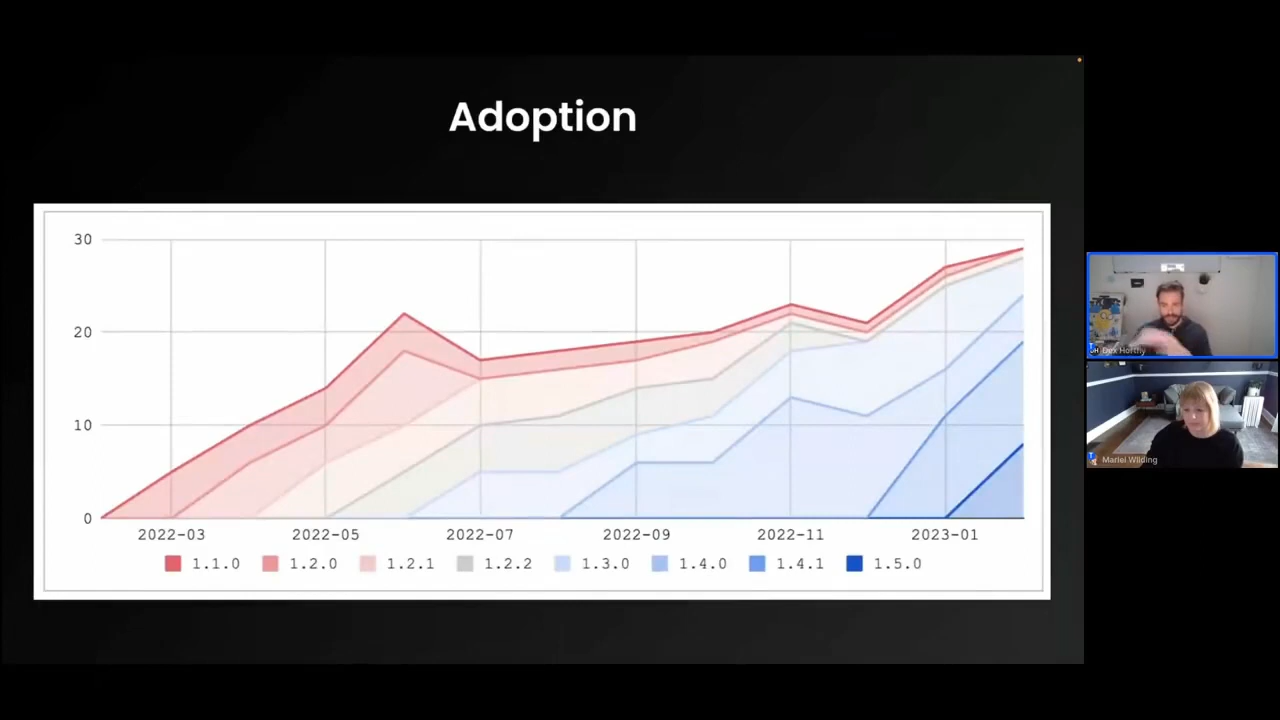 Adoption
30
20
10
0
2022-03 2022-05 2022-07 2022-09 2022-11 2023-01
1.1.0 1.2.0 1.2.1 1.2.2 1.3.0 1.4.0 1.4.1 1.5.0
Dex Horthy
Mariel Wilding